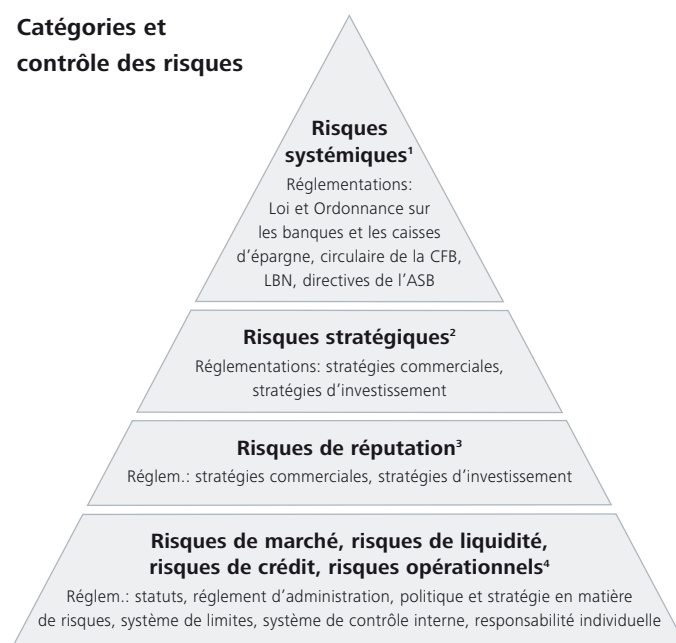 Catégories et
contrôle des risques
Risques
systémiques¹
Réglementations:
Loi et Ordonnance sur
les banques et les caisses
d’épargne, circulaire de la CFB,
LBN, directives de l’ASB
Risques stratégiques²
Réglementations: stratégies commerciales,
stratégies d’investissement
Risques de réputation³
Réglem.: stratégies commerciales, stratégies d’investissement
Risques de marché, risques de liquidité,
risques de crédit, risques opérationnels⁴
Réglem.: statuts, réglement d’administration, politique et stratégie en matière
de risques, système de limites, système de contrôle interne, responsabilité individuelle